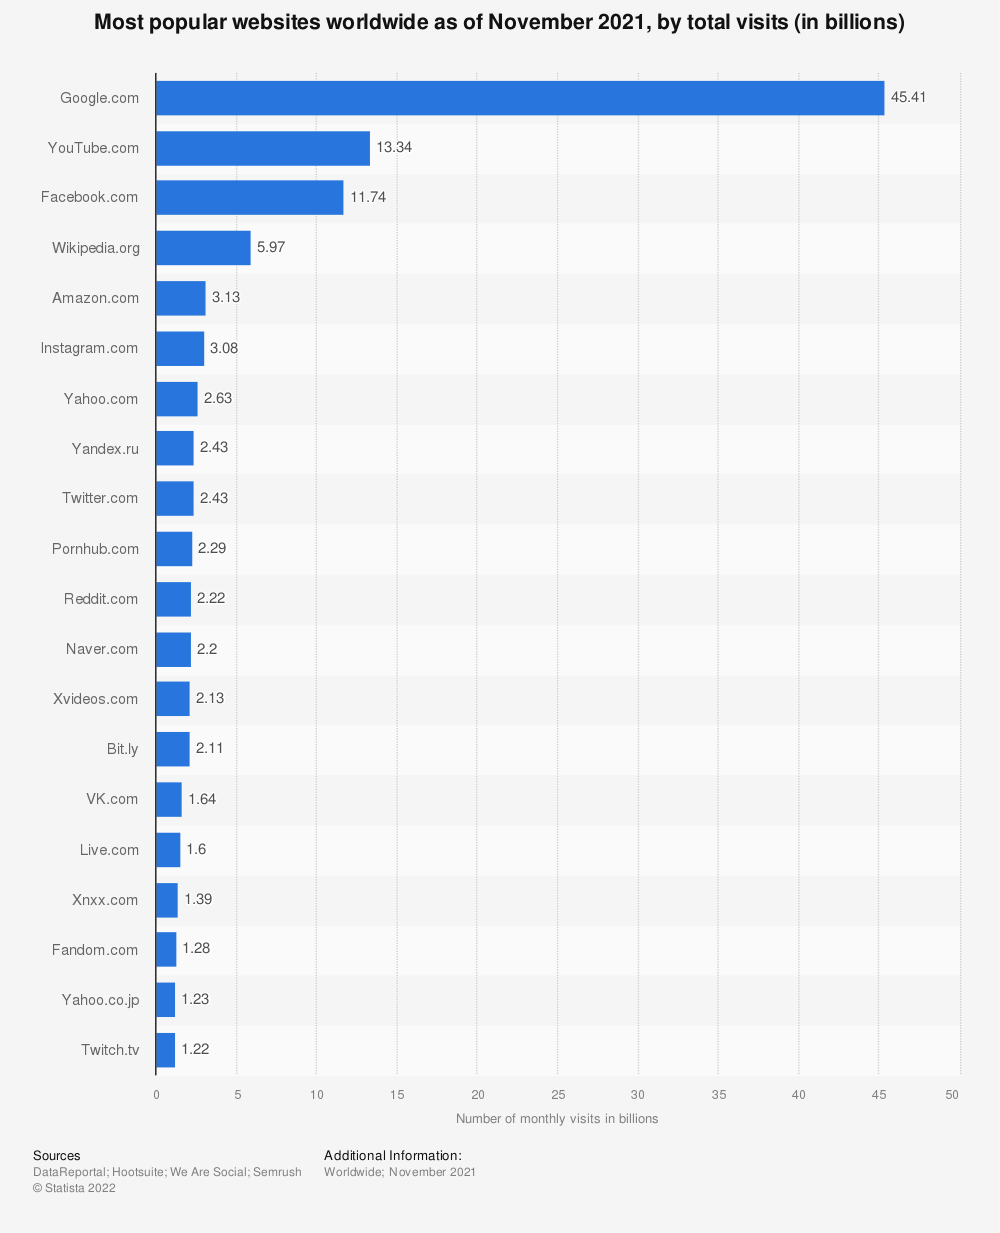 Most popular websites worldwide as of November 2021, by total visits (in billions)
Google.com 45.41
YouTube.com 13.34
Facebook.com 11.74
Wikipedia.org 5.97
Amazon.com 3.13
Instagram.com 3.08
Yahoo.com 2.63
Yandex.ru 2.43
Twitter.com 2.43
Pornhub.com 2.29
Reddit.com 2.22
Naver.com 2.2
Xvideos.com 2.13
Bit.ly 2.11
VK.com 1.64
Live.com 1.6
Xnxx.com 1.39
Fandom.com 1.28
Yahoo.co.jp 1.23
Twitch.tv 1.22
0 5 10 15 20 25 30 35 40 45 50
Number of monthly visits in billions
Sources
DataReportal; Hootsuite; We Are Social; Semrush
© Statista 2022
Additional Information:
Worldwide; November 2021